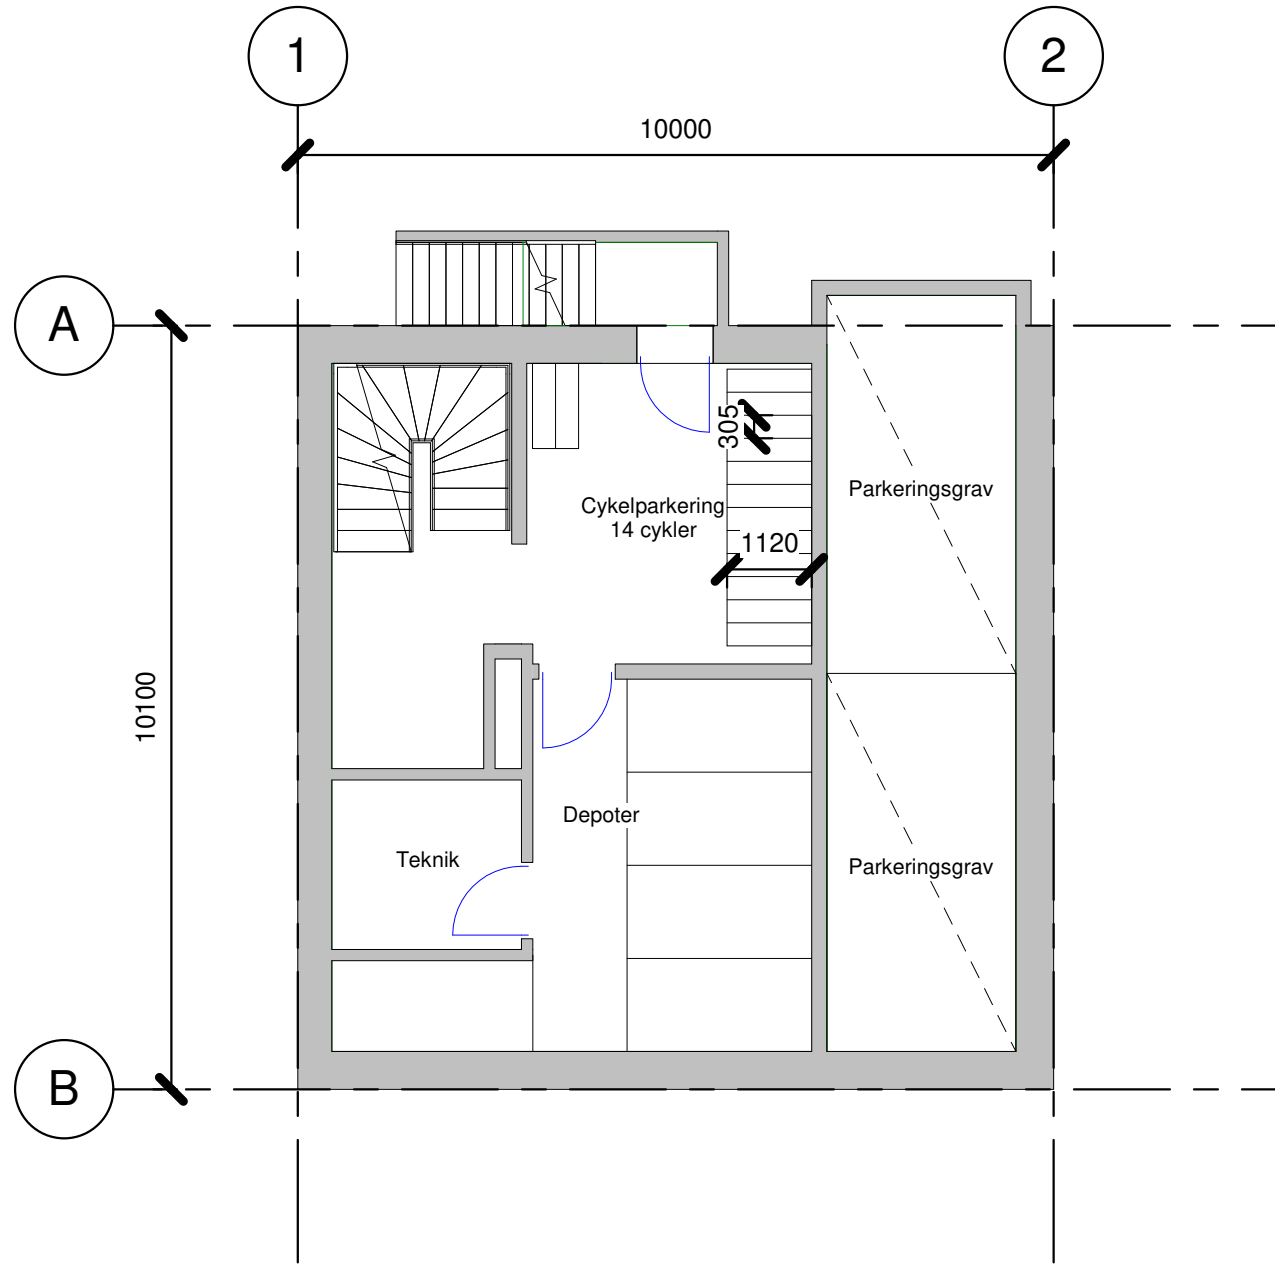 1
2
10000
A
305
Cykelparkering
14 cykler
Parkeringsgrav
1120
10100
Depoter
Teknik
Parkeringsgrav
B